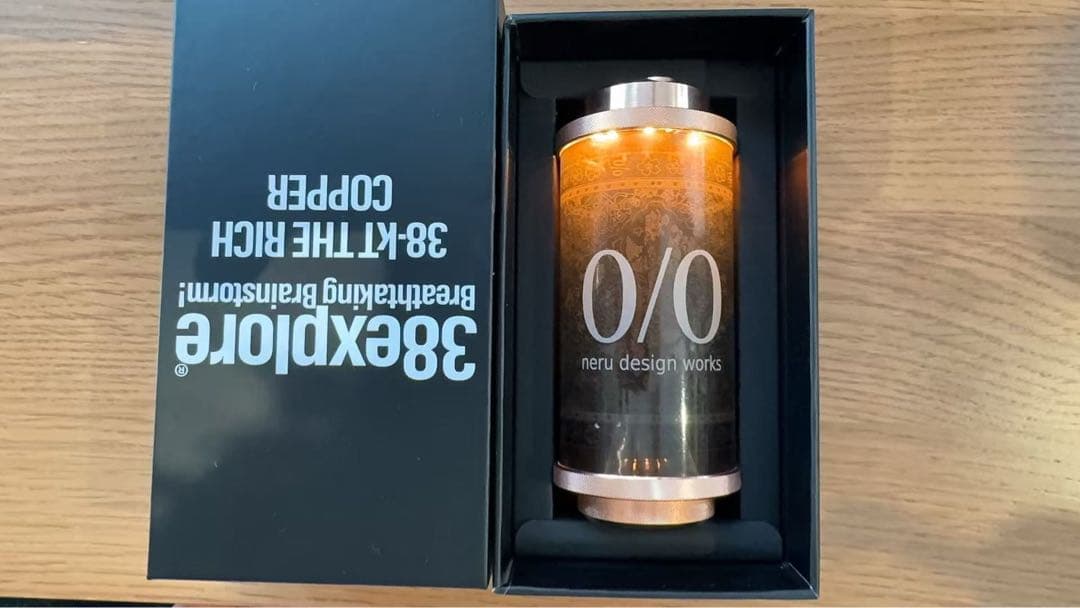 38explore®
Breathtaking Brainstorm!
38-KT THE RICH
COPPER
0/0
neru design works